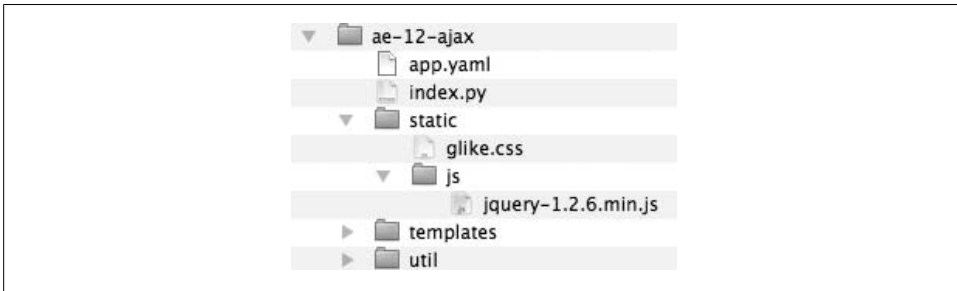 ae-12-ajax
app.yaml
index.py
static
glike.css
js
jquery-1.2.6.min.js
templates
util